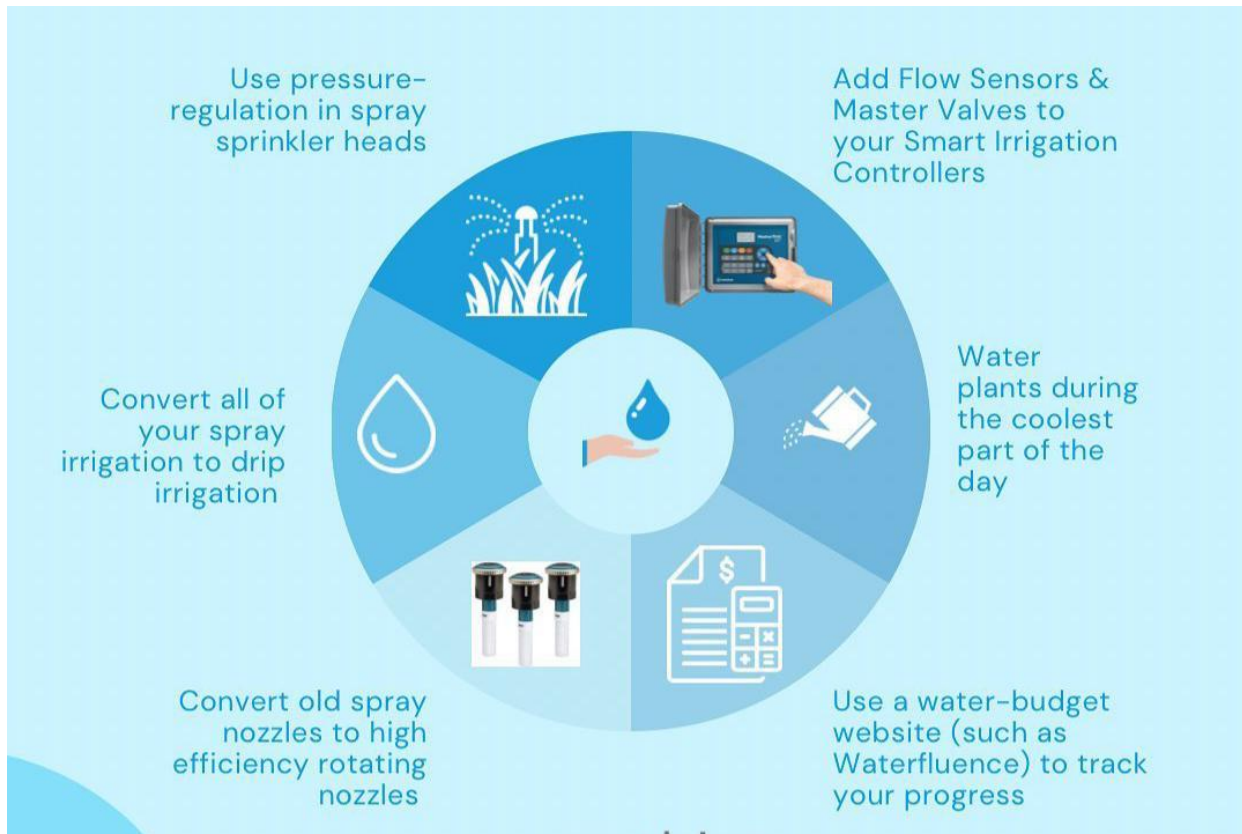 Use pressure-
regulation in spray
sprinkler heads
Add Flow Sensors &
Master Valves to
your Smart Irrigation
Controllers
Water
plants during
the coolest
part of the
day
Convert all of
your spray
irrigation to drip
irrigation
$
Convert old spray
nozzles to high
efficiency rotating
nozzles
Use a water-budget
website (such as
Waterfluence) to track
your progress